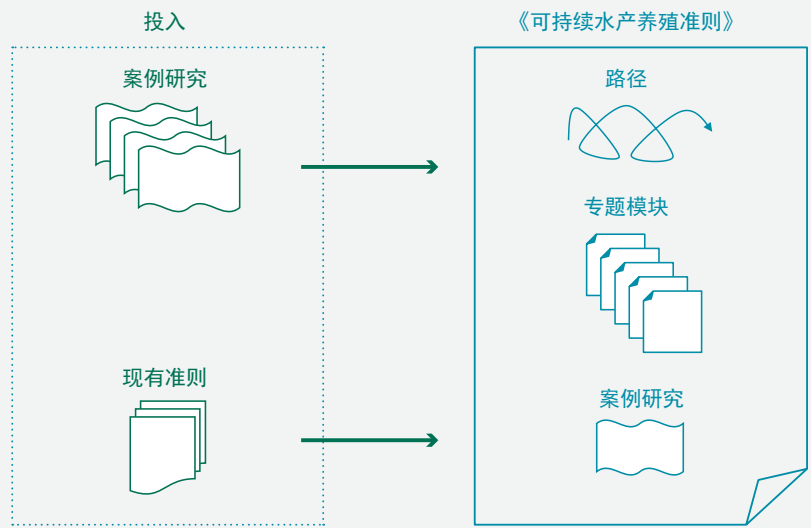 投入
案例研究
现有准则
《可持续水产养殖准则》
路径
专题模块
案例研究